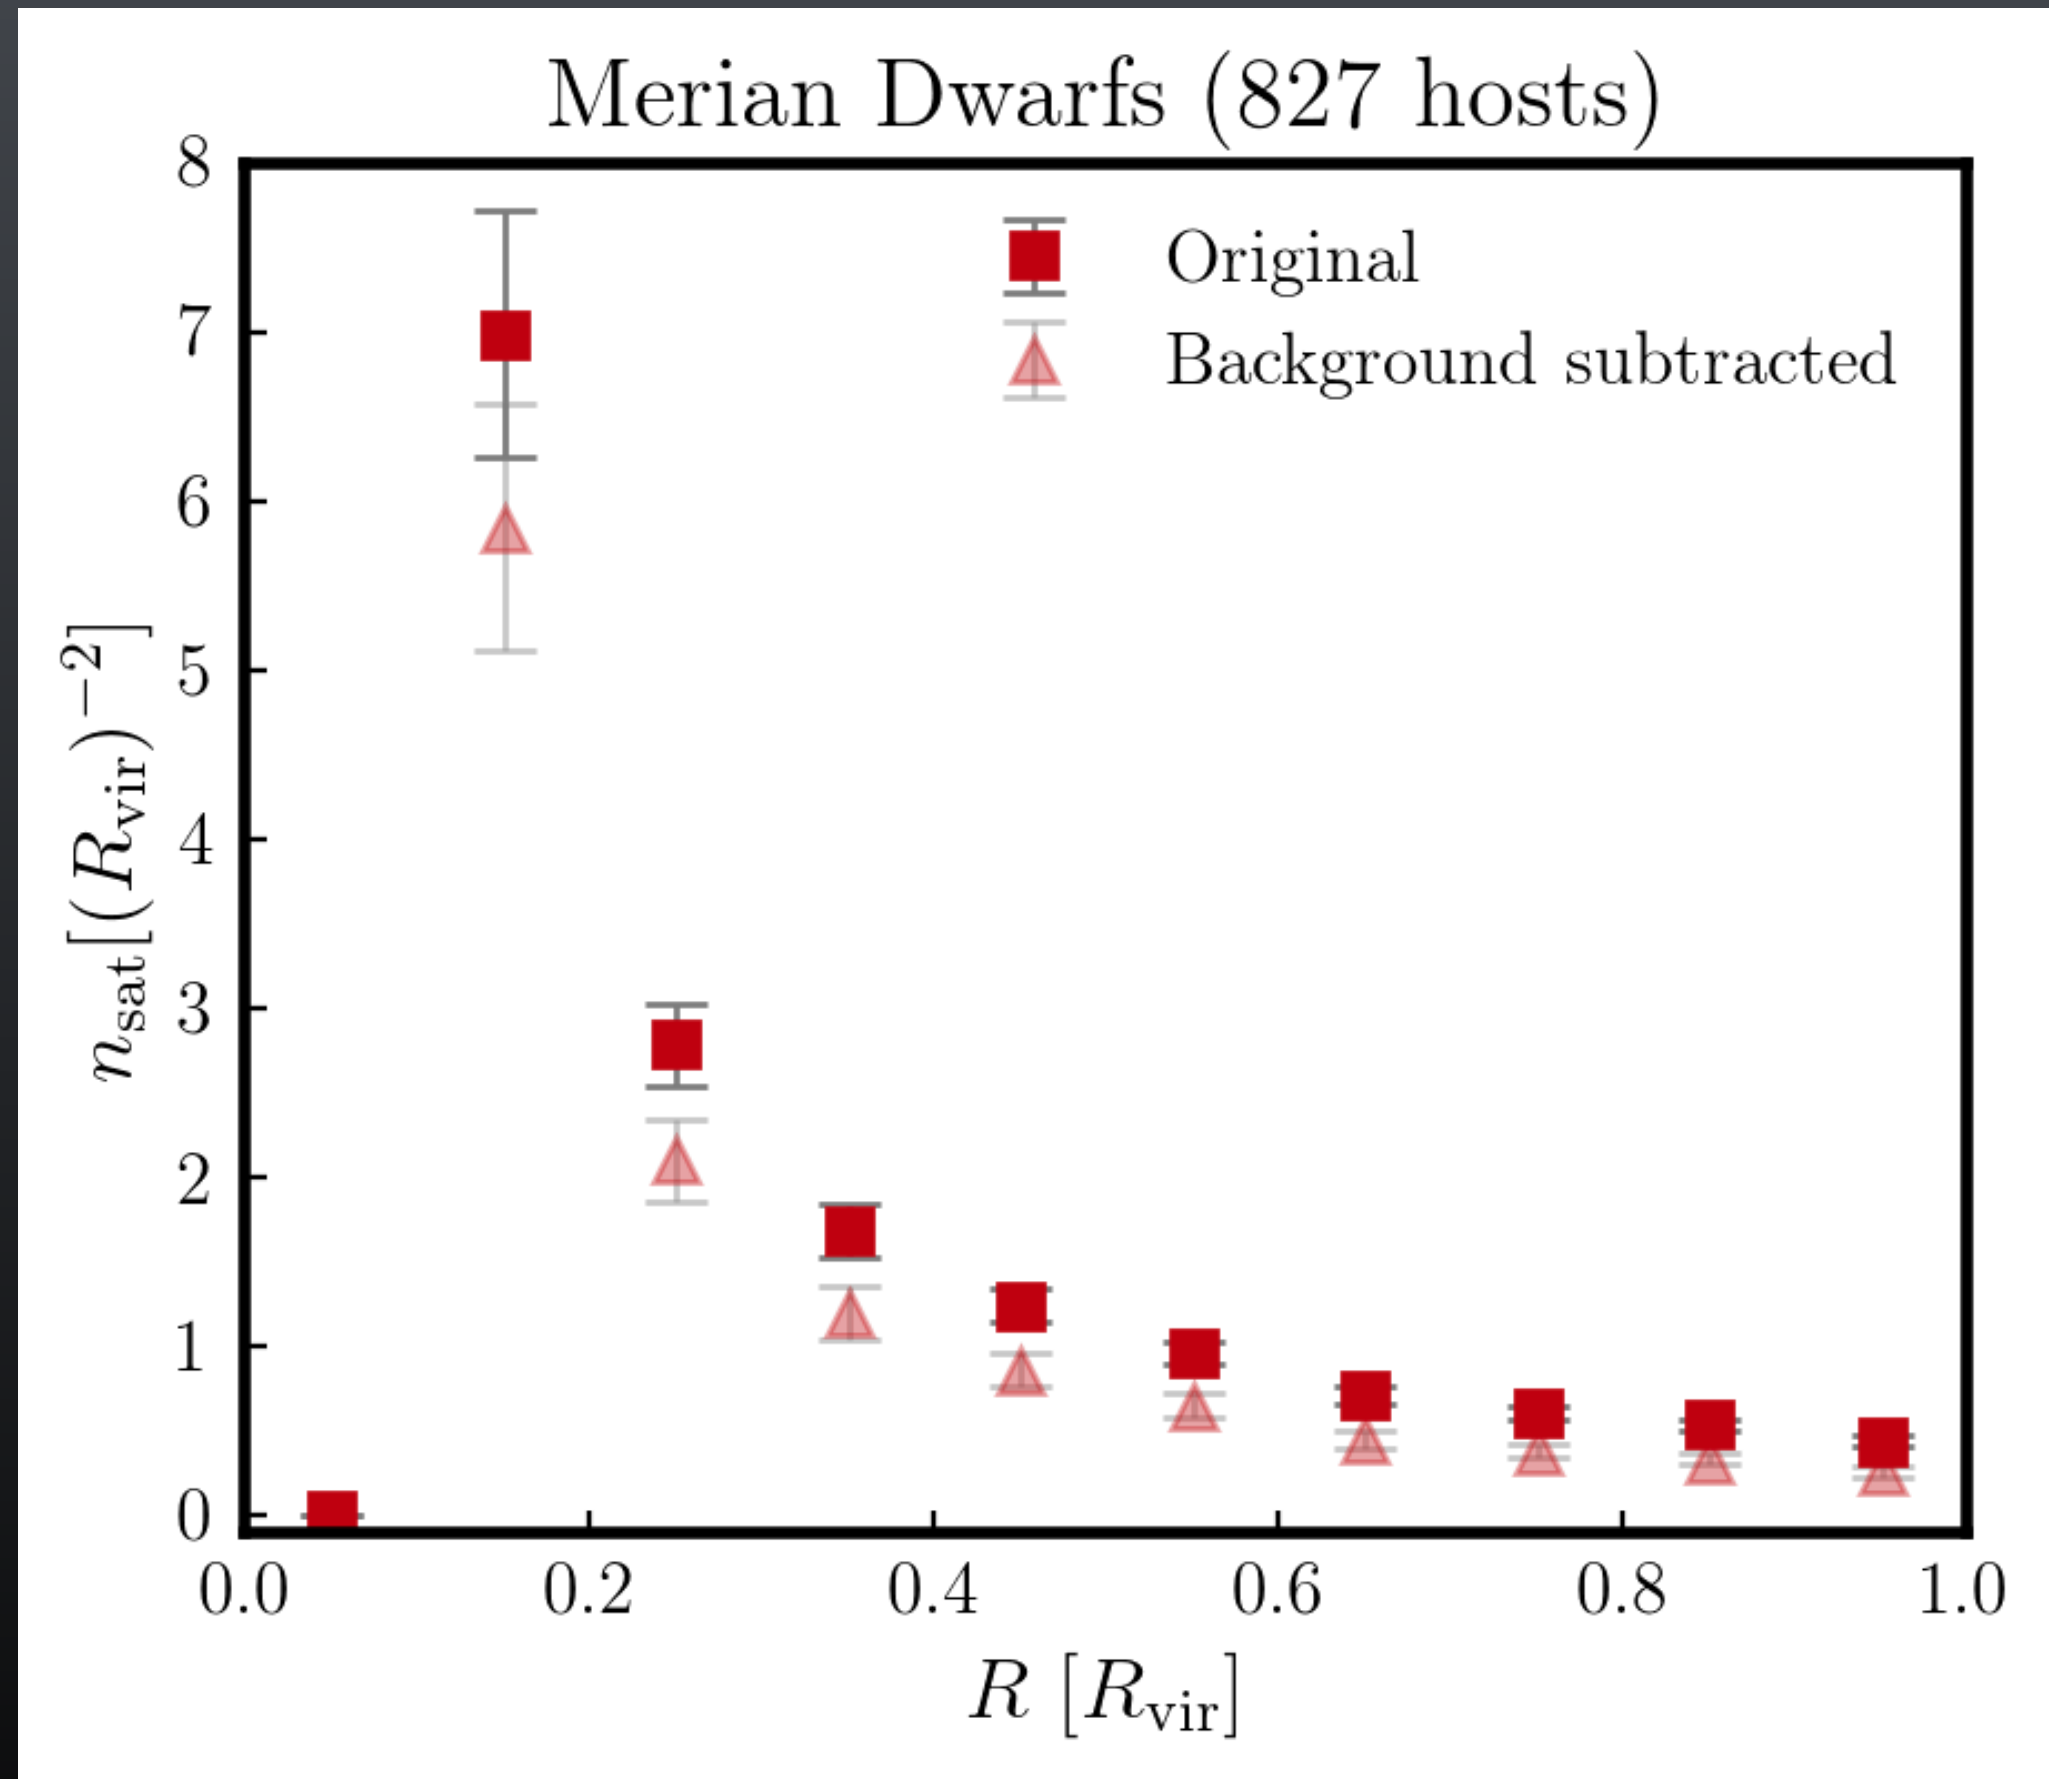 Merian Dwarfs (827 hosts)
8
7
6
5
4
3
2
1
0
Original
Background subtracted
n_sat[(R_vir)^−2]
0.0 0.2 0.4 0.6 0.8 1.0
R [R_vir]